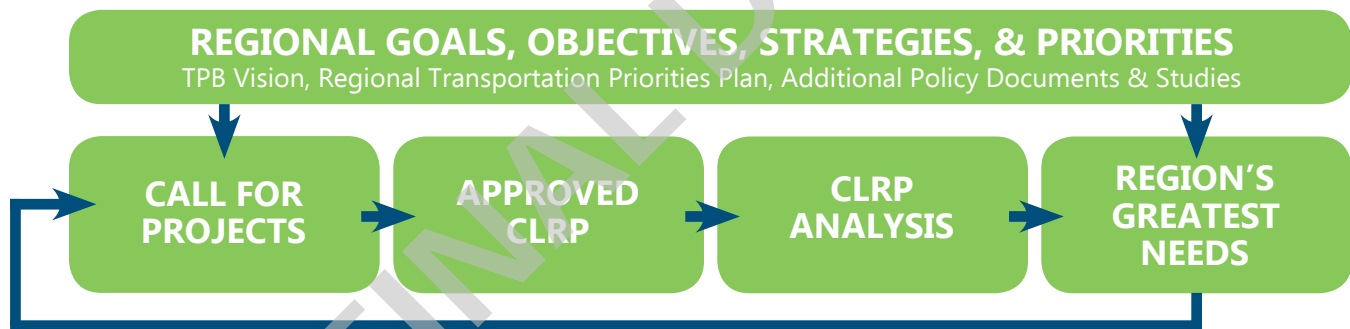 REGIONAL GOALS, OBJECTIVES, STRATEGIES, & PRIORITIES
TPB Vision, Regional Transportation Priorities Plan, Additional Policy Documents & Studies
CALL FOR
PROJECTS
APPROVED
CLRP
CLRP
ANALYSIS
REGION’S
GREATEST
NEEDS
FINAL D